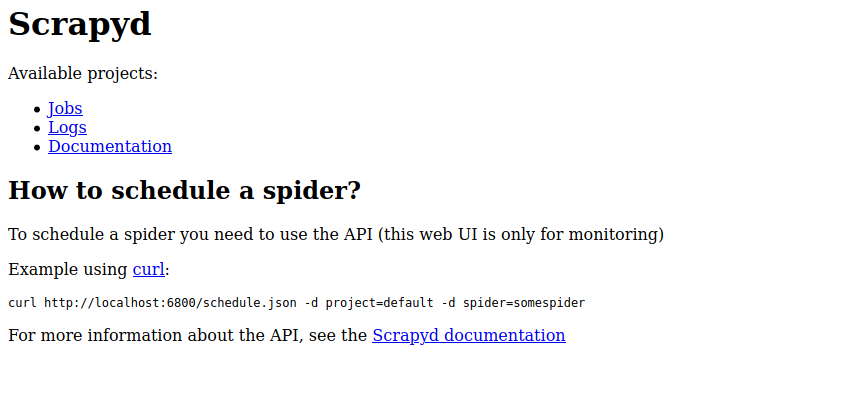 Scrapyd
Available projects:
Jobs
Logs
Documentation
How to schedule a spider?
To schedule a spider you need to use the API (this web UI is only for monitoring)
Example using curl:
curl http://localhost:6800/schedule.json -d project=default -d spider=somespider
For more information about the API, see the Scrapyd documentation